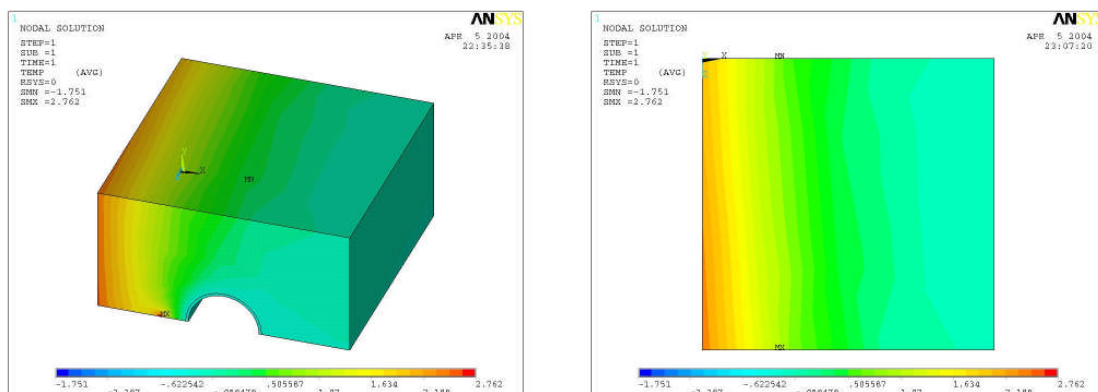 1
ANSYS
NODAL SOLUTION
APR 5 2004
22:35:38
STEP=1
SUB =1
TIME=1
TEMP (AVG)
RSYS=0
SMN =-1.751
SMX =2.762
Y
X
MN
MX
-1.751 -.622542 .505587 1.634 2.762
1
ANSYS
NODAL SOLUTION
APR 5 2004
23:07:20
STEP=1
SUB =1
TIME=1
TEMP (AVG)
RSYS=0
SMN =-1.751
SMX =2.762
X
MN
MX
-1.751 -.622542 .505587 1.634 2.762